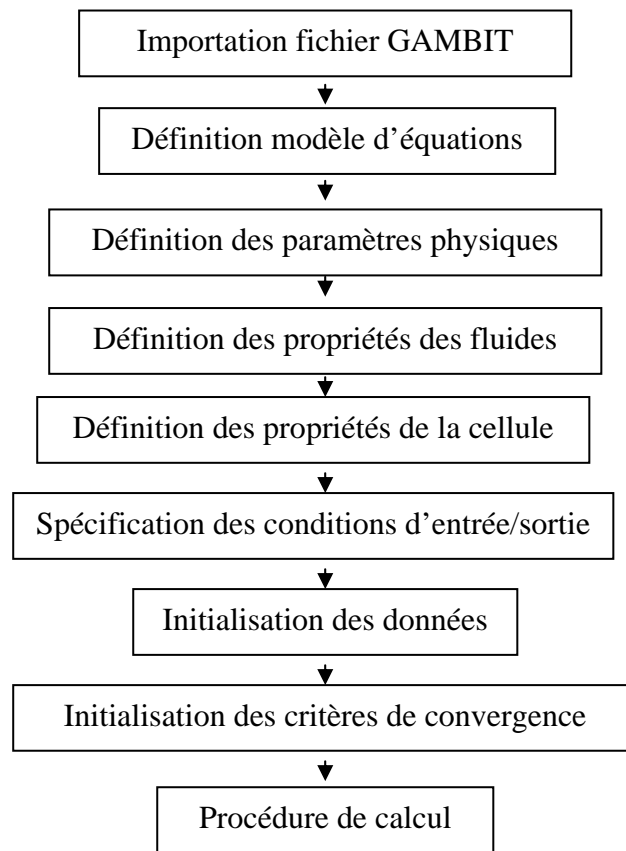 Importation fichier GAMBIT
Définition modèle d’équations
Définition des paramètres physiques
Définition des propriétés des fluides
Définition des propriétés de la cellule
Spécification des conditions d’entrée/sortie
Initialisation des données
Initialisation des critères de convergence
Procédure de calcul